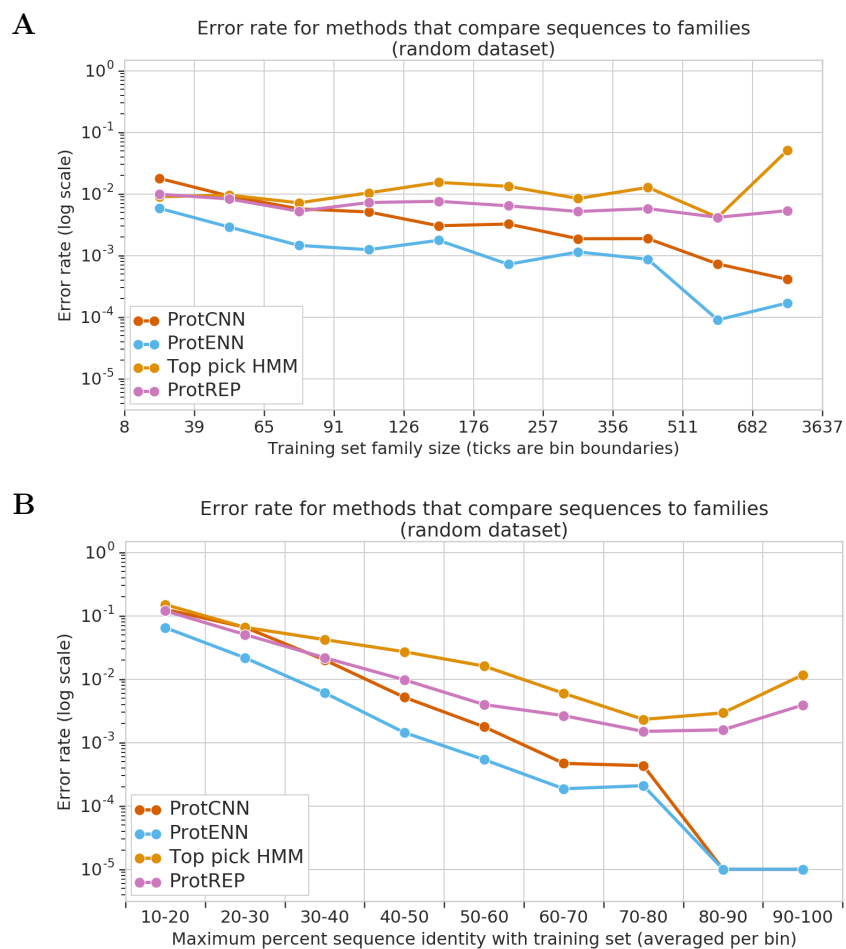 A
Error rate for methods that compare sequences to families
(random dataset)
Error rate (log scale)
10^0
10^-1
10^-2
10^-3
10^-4
10^-5
ProtCNN
ProtENN
Top pick HMM
ProtREP
8 39 65 91 126 176 257 356 511 682 3637
Training set family size (ticks are bin boundaries)
B
Error rate for methods that compare sequences to families
(random dataset)
Error rate (log scale)
10^0
10^-1
10^-2
10^-3
10^-4
10^-5
ProtCNN
ProtENN
Top pick HMM
ProtREP
10-20 20-30 30-40 40-50 50-60 60-70 70-80 80-90 90-100
Maximum percent sequence identity with training set (averaged per bin)